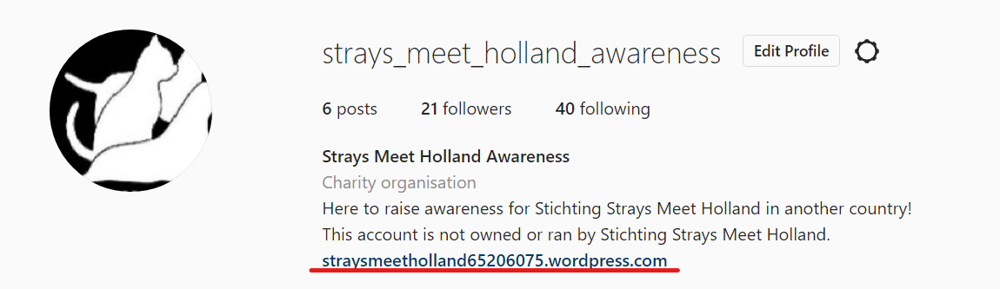 strays_meet_holland_awareness Edit Profile
6 posts 21 followers 40 following
Strays Meet Holland Awareness
Charity organisation
Here to raise awareness for Stichting Strays Meet Holland in another country!
This account is not owned or ran by Stichting Strays Meet Holland.
straysmeetholland65206075.wordpress.com